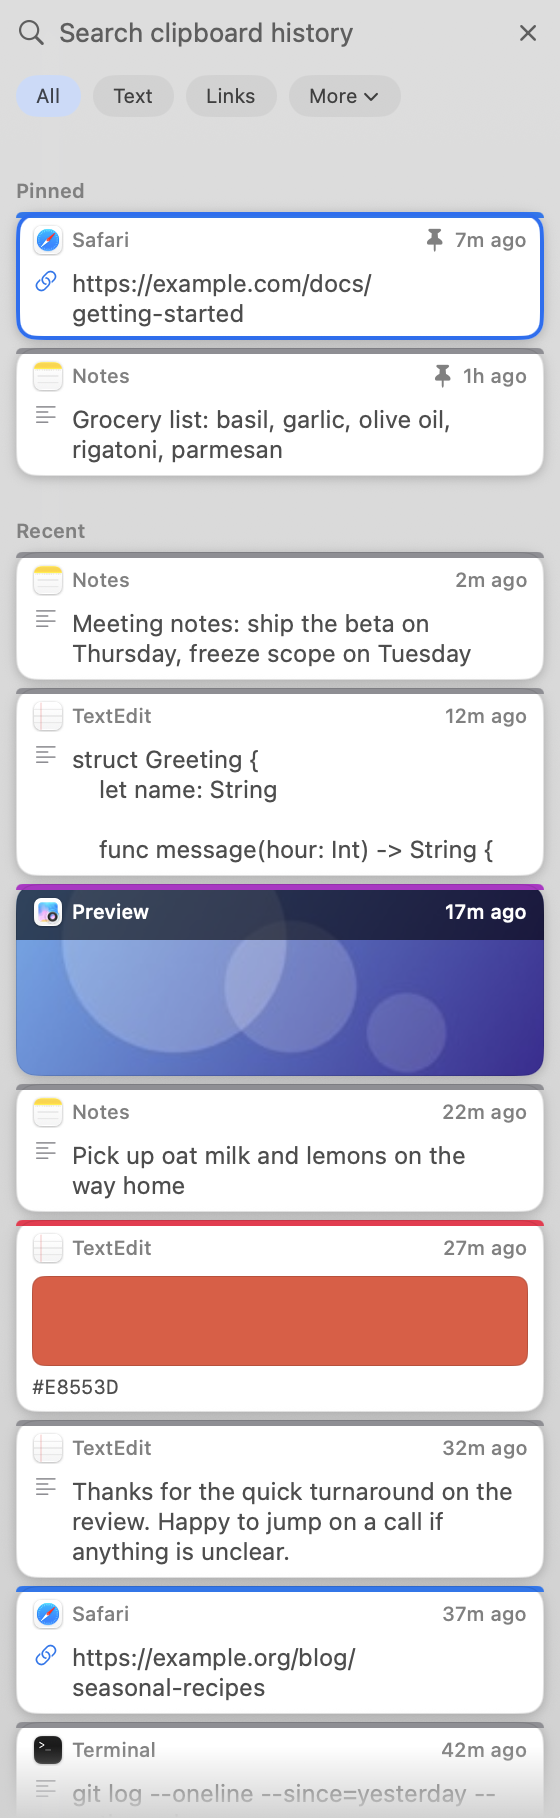 Search clipboard history
All Text Links More
Pinned
Safari 7m ago
https://example.com/docs/
getting-started
Notes 1h ago
Grocery list: basil, garlic, olive oil,
rigatoni, parmesan
Recent
Notes 2m ago
Meeting notes: ship the beta on
Thursday, freeze scope on Tuesday
TextEdit 12m ago
struct Greeting {
    let name: String
    func message(hour: Int) -> String {
Preview 17m ago
Notes 22m ago
Pick up oat milk and lemons on the
way home
TextEdit 27m ago
#E8553D
TextEdit 32m ago
Thanks for the quick turnaround on the
review. Happy to jump on a call if
anything is unclear.
Safari 37m ago
https://example.org/blog/
seasonal-recipes
Terminal 42m ago
git log --oneline --since=yesterday --